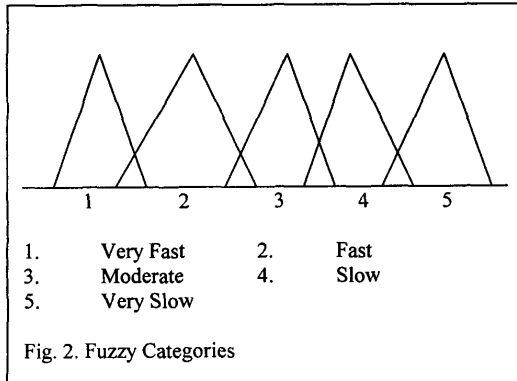 1 2 3 4 5
1. Very Fast 2. Fast
3. Moderate 4. Slow
5. Very Slow
Fig. 2. Fuzzy Categories